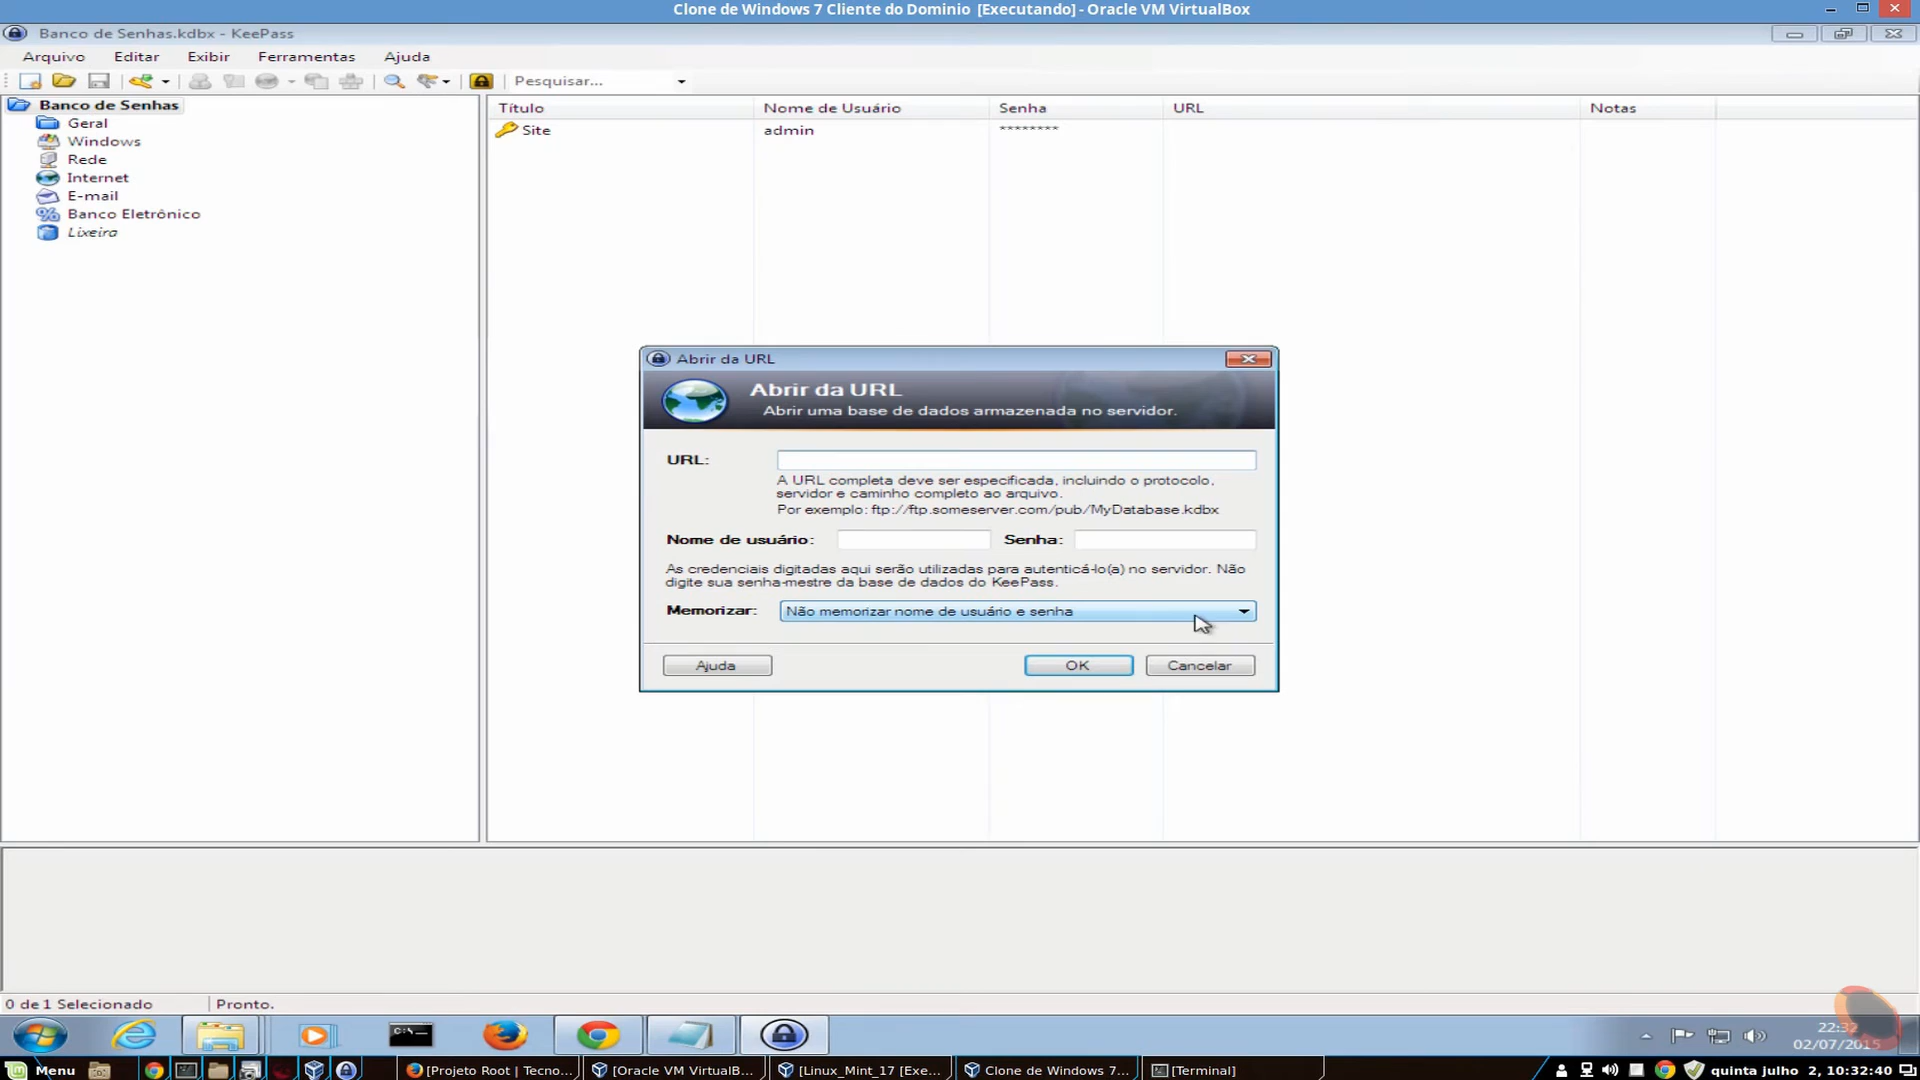 Clone de Windows 7 Cliente do Dominio [Executando] - Oracle VM VirtualBox
Banco de Senhas.kdbx - KeePass
Arquivo Editar Exibir Ferramentas Ajuda
Pesquisar...
Banco de Senhas
Geral
Windows
Rede
Internet
E-mail
Banco Eletrônico
Lixeira
Título Nome de Usuário Senha URL Notas
Site admin ********
Abrir da URL
Abrir da URL
Abrir uma base de dados armazenada no servidor.
URL:
A URL completa deve ser especificada, incluindo o protocolo,
servidor e caminho completo ao arquivo.
Por exemplo: ftp://ftp.someserver.com/pub/MyDatabase.kdbx
Nome de usuário: Senha:
As credenciais digitadas aqui serão utilizadas para autenticá-lo(a) no servidor. Não
digite sua senha-mestre da base de dados do KeePass.
Memorizar: Não memorizar nome de usuário e senha
Ajuda OK Cancelar
0 de 1 Selecionado Pronto.
22:32
02/07/2015
Menu [Projeto Root | Tecno... [Oracle VM VirtualB... [Linux_Mint_17 [Exe... Clone de Windows 7... [Terminal] quinta julho 2, 10:32:40